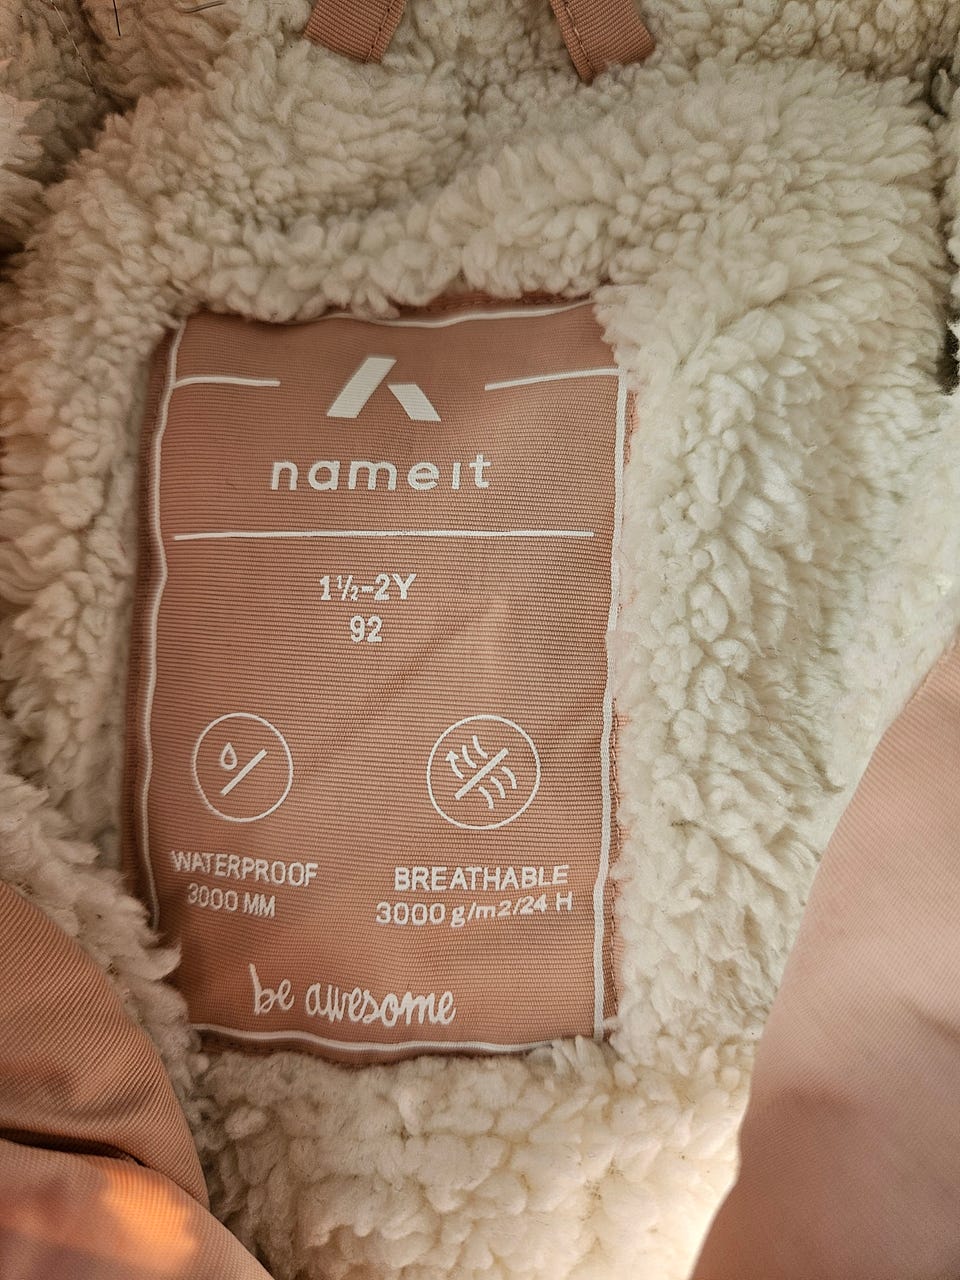 nameit
1½-2Y
92
WATERPROOF
3000 MM
BREATHABLE
3000 g/m2/24 H
be awesome